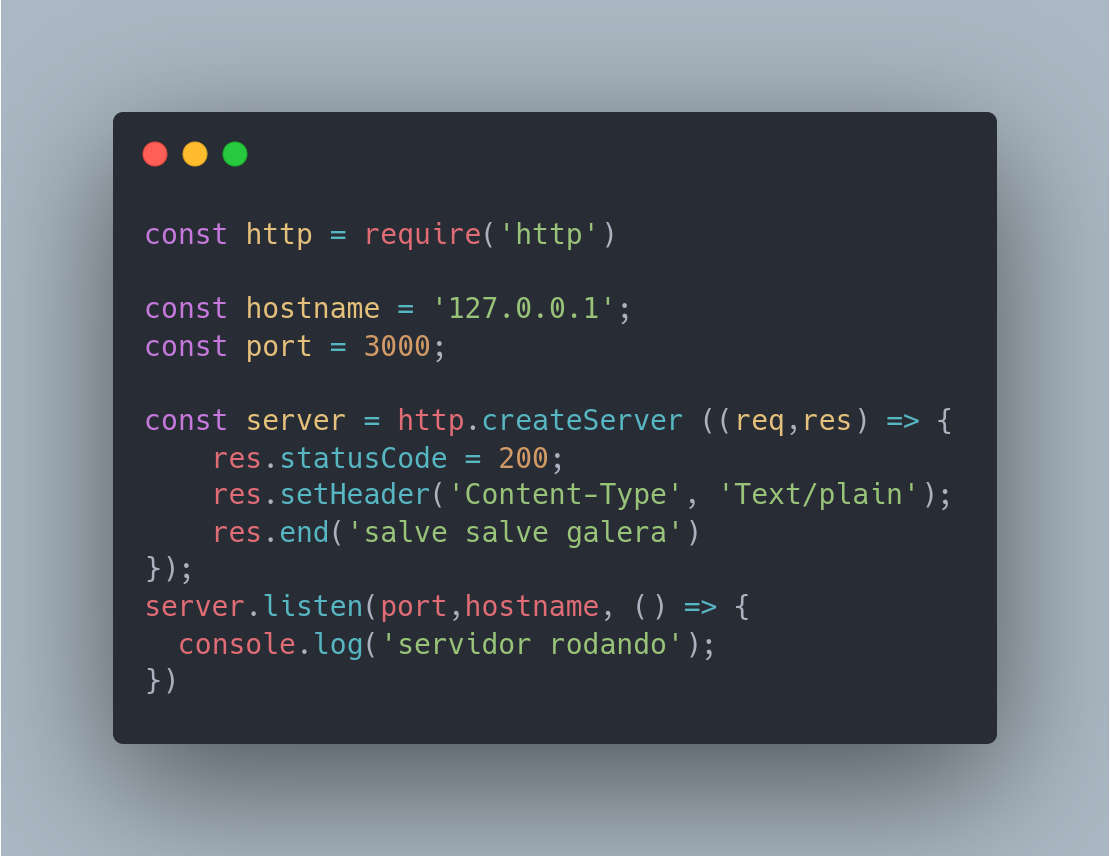 const http = require('http')

const hostname = '127.0.0.1';
const port = 3000;

const server = http.createServer ((req,res) => {
    res.statusCode = 200;
    res.setHeader('Content-Type', 'Text/plain');
    res.end('salve salve galera')
});
server.listen(port,hostname, () => {
  console.log('servidor rodando');
})